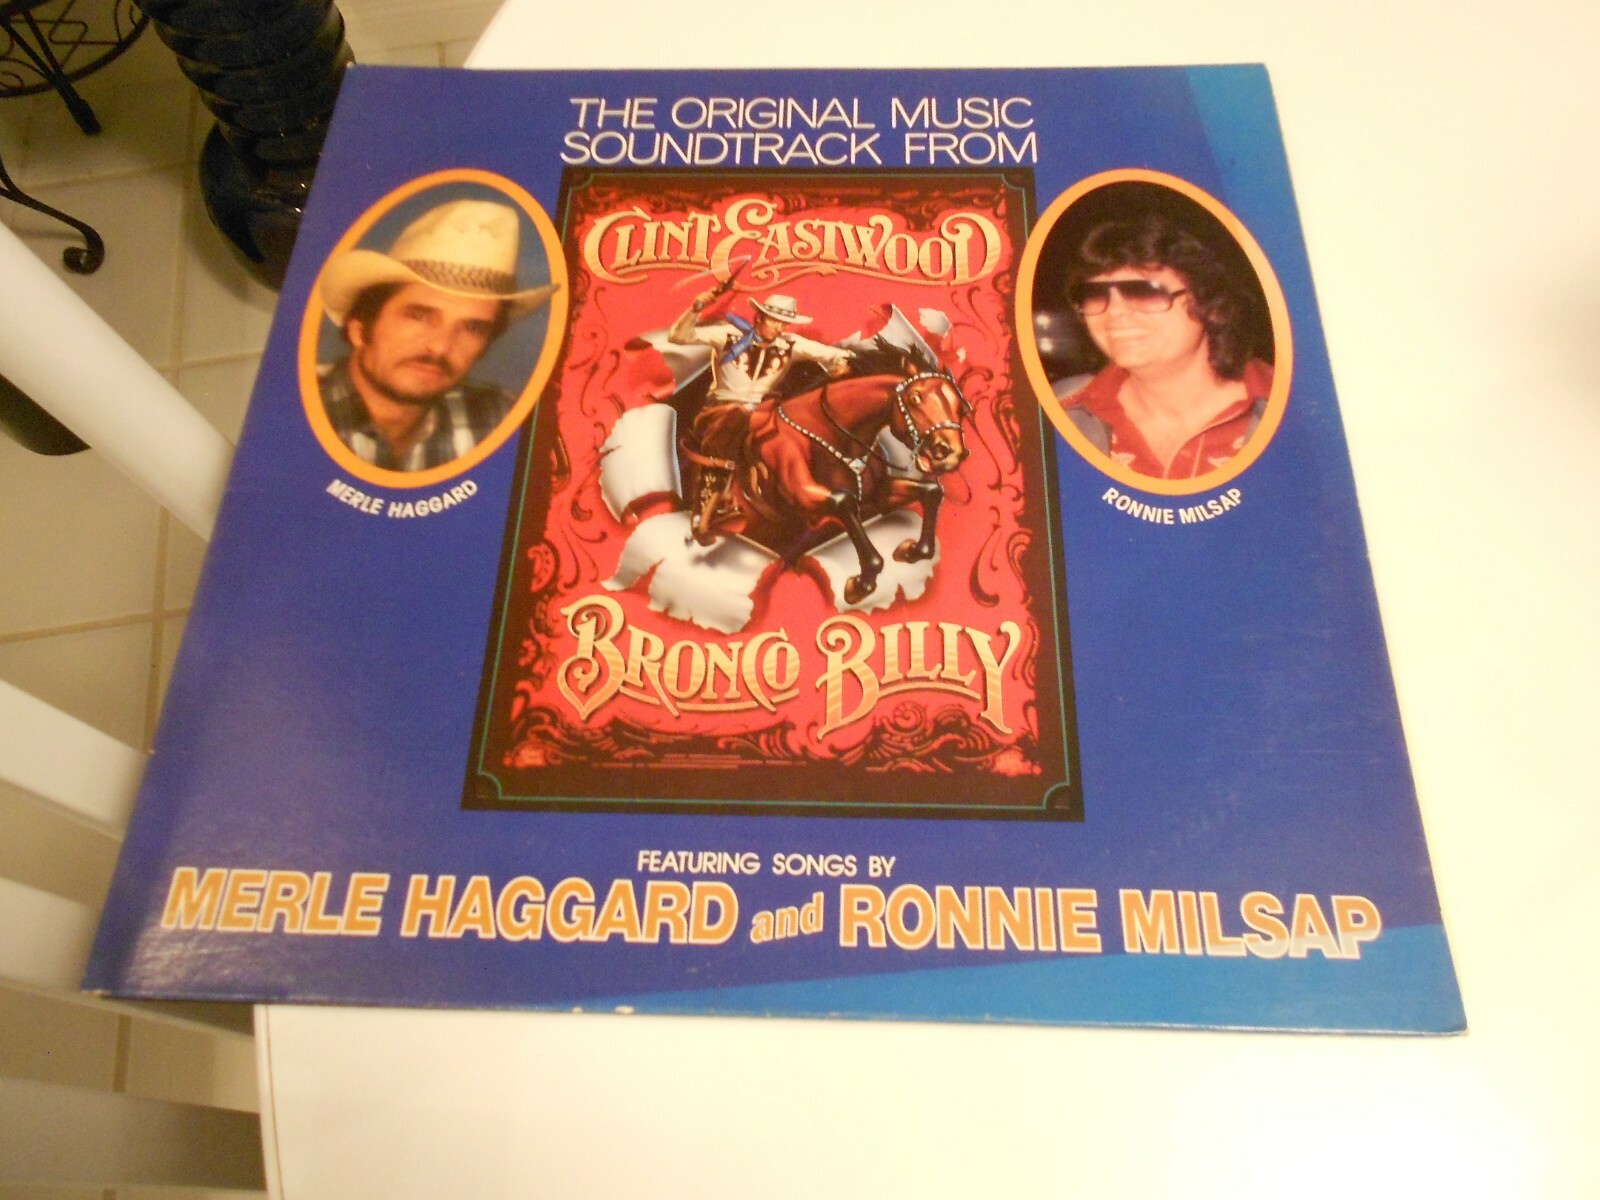 THE ORIGINAL MUSIC
SOUNDTRACK FROM
CLINT EASTWOOD
BRONCO BILLY
MERLE HAGGARD
RONNIE MILSAP
FEATURING SONGS BY
MERLE HAGGARD and RONNIE MILSAP